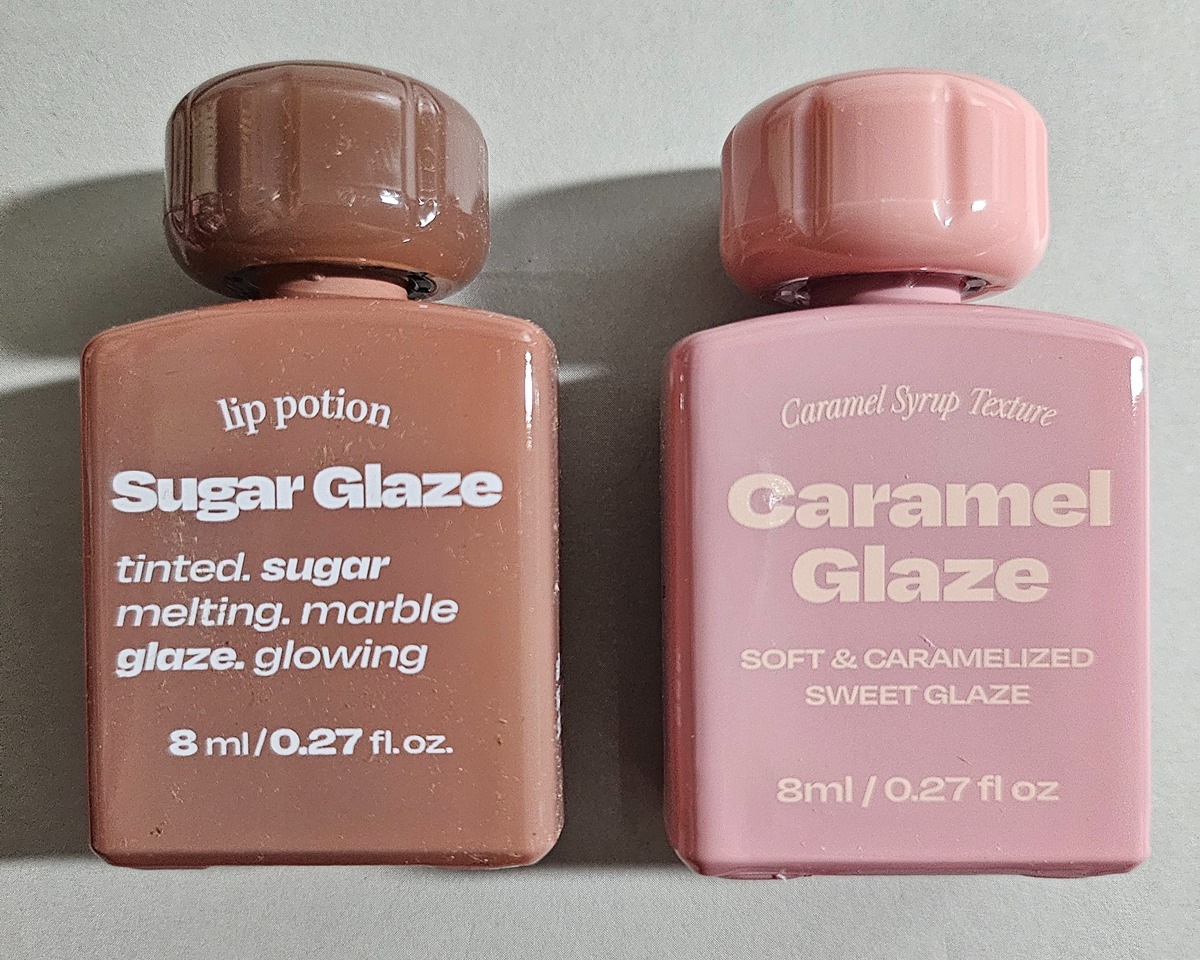 lip potion
Sugar Glaze
tinted. sugar
melting. marble
glaze. glowing
8 ml/0.27 fl.oz.
Caramel Syrup Texture
Caramel
Glaze
SOFT & CARAMELIZED
SWEET GLAZE
8ml / 0.27 fl oz